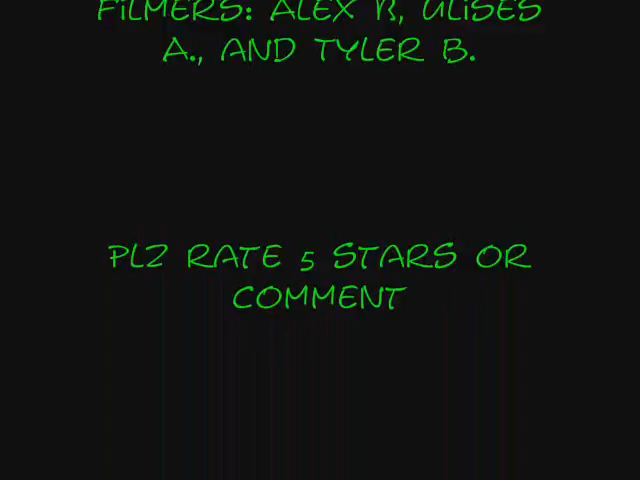 FiLMERS: ALEX B, ULiSES
A., AND TYLER B.
PLZ RATE 5 STARS OR
COMMENT